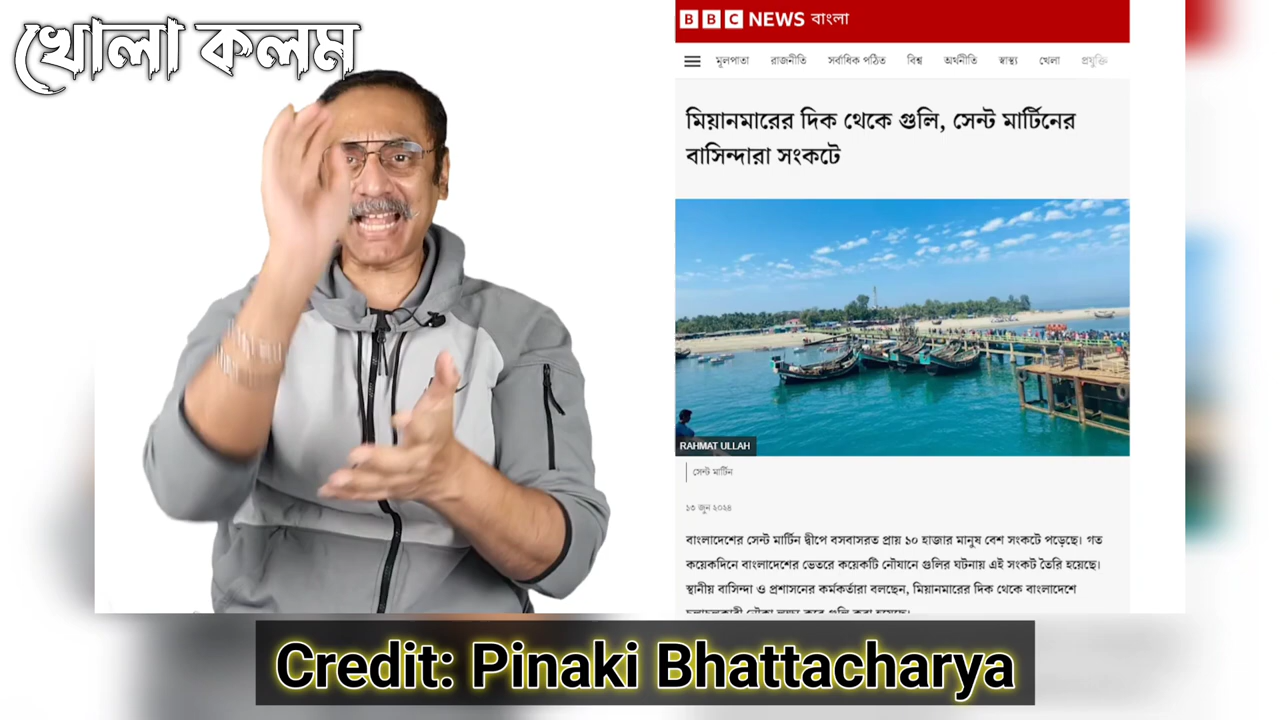 খোলা কলম
BBC NEWS বাংলা
মূলপাতা রাজনীতি সর্বাধিক পঠিত বিশ্ব অর্থনীতি স্বাস্থ্য খেলা প্রযুক্তি
মিয়ানমারের দিক থেকে গুলি, সেন্ট মার্টিনের
বাসিন্দারা সংকটে
RAHMAT ULLAH
সেন্ট মার্টিন
১৩ জুন ২০২৪
বাংলাদেশের সেন্ট মার্টিন দ্বীপে বসবাসরত প্রায় ১০ হাজার মানুষ বেশ সংকটে পড়েছে। গত
কয়েকদিনে বাংলাদেশের ভেতরে কয়েকটি নৌযানে গুলির ঘটনায় এই সংকট তৈরি হয়েছে।
স্থানীয় বাসিন্দা ও প্রশাসনের কর্মকর্তারা বলছেন, মিয়ানমারের দিক থেকে বাংলাদেশে
Credit: Pinaki Bhattacharya